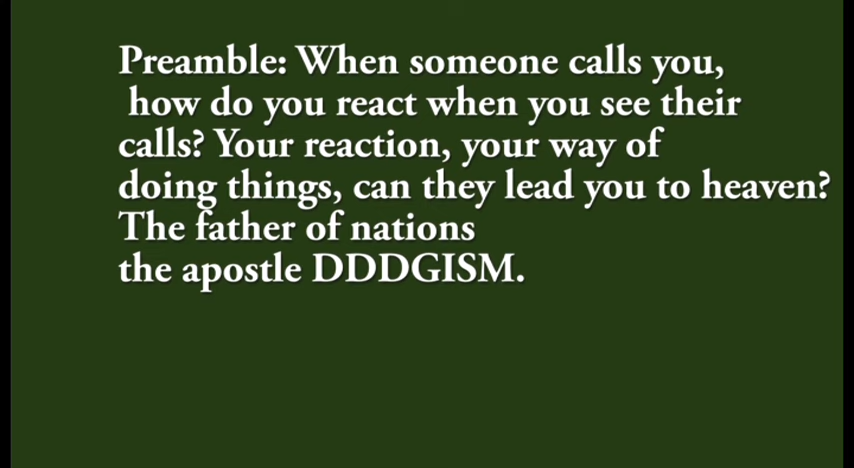 Preamble: When someone calls you,
how do you react when you see their
calls? Your reaction, your way of
doing things, can they lead you to heaven?
The father of nations
the apostle DDDGISM.